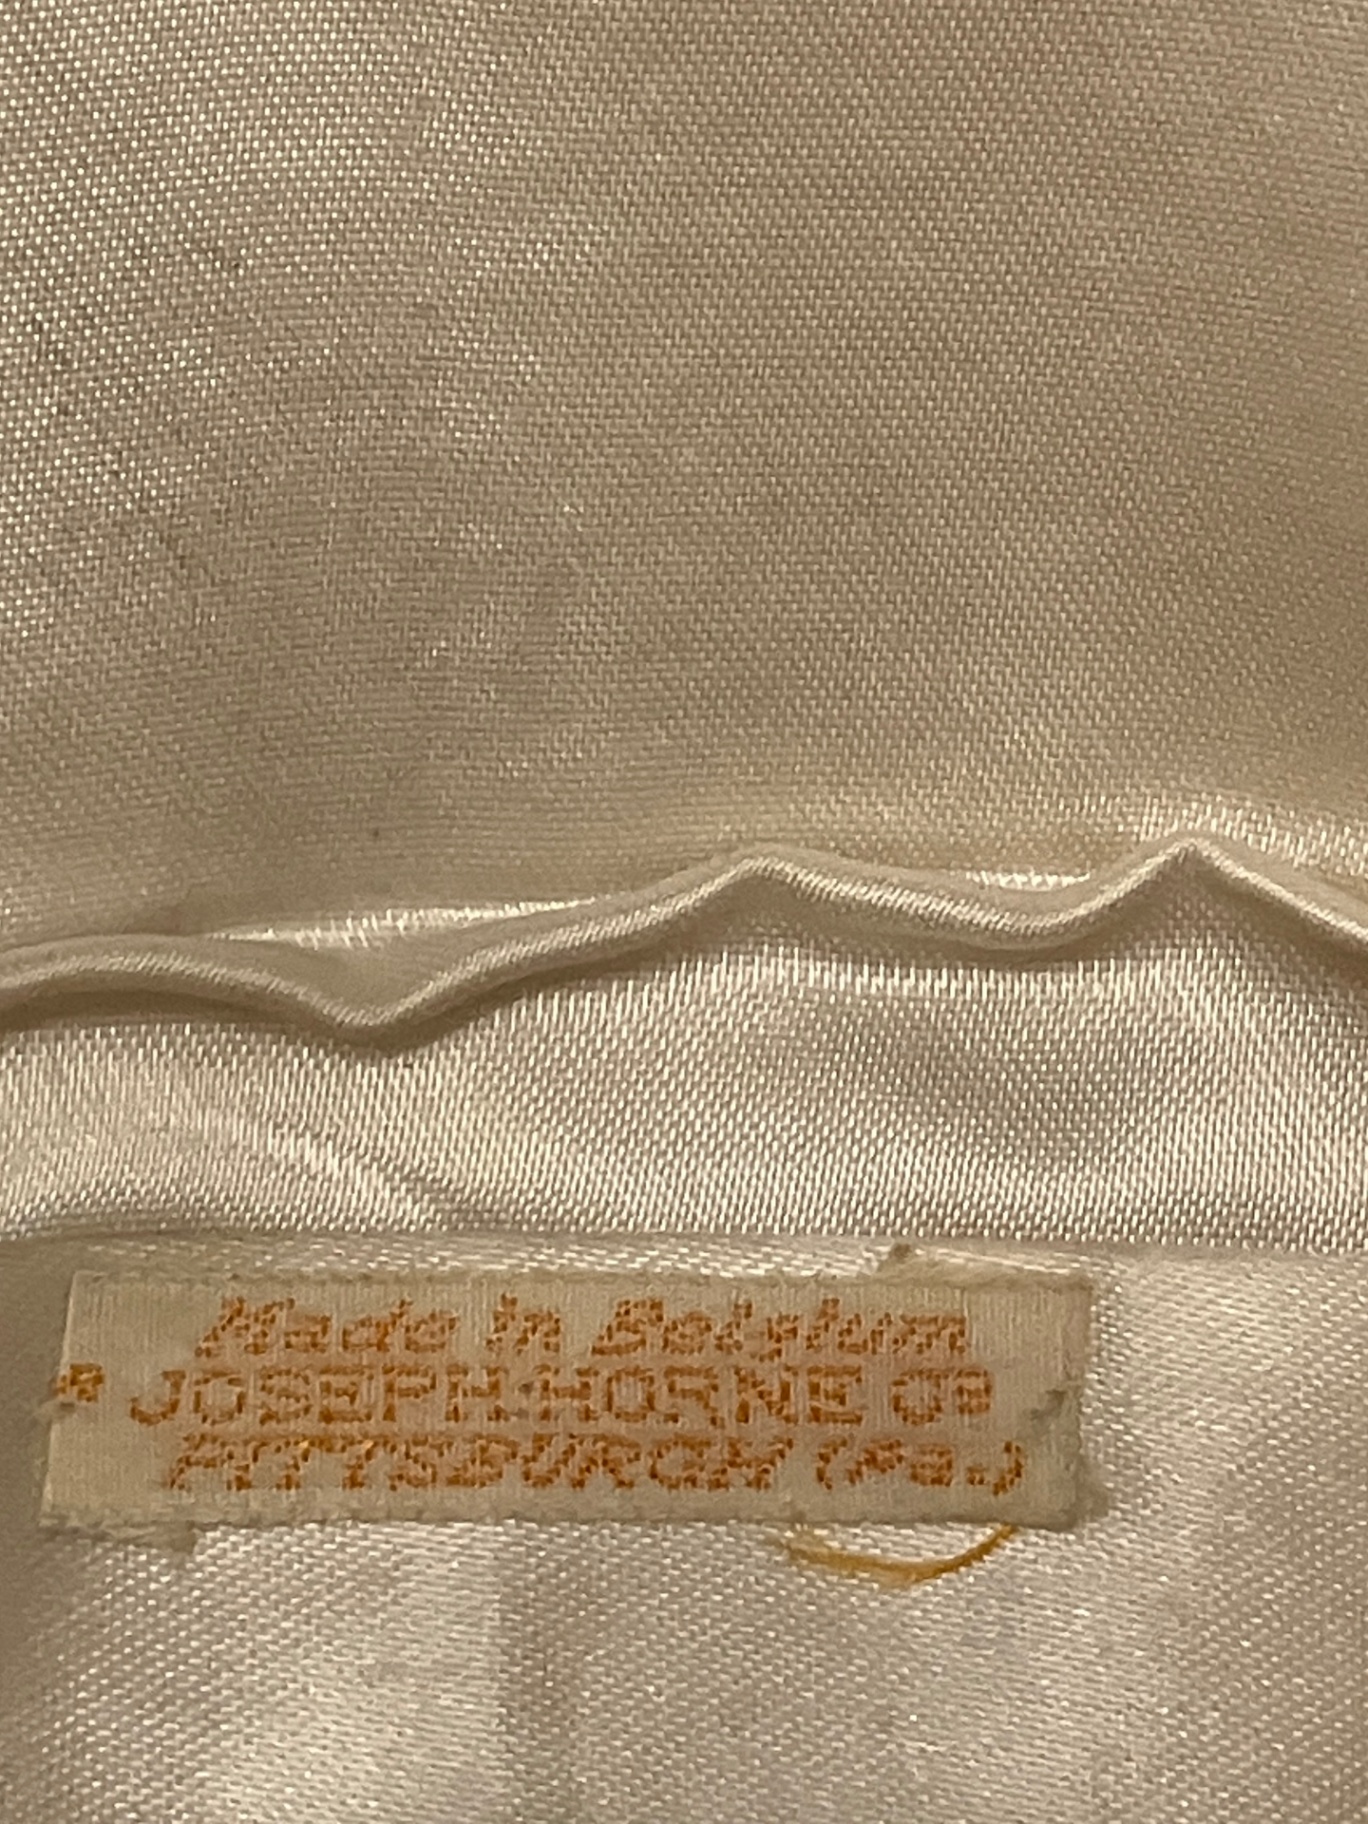 Made in Belgium
JOSEPH HORNE Co
PITTSBURGH (Pa.)